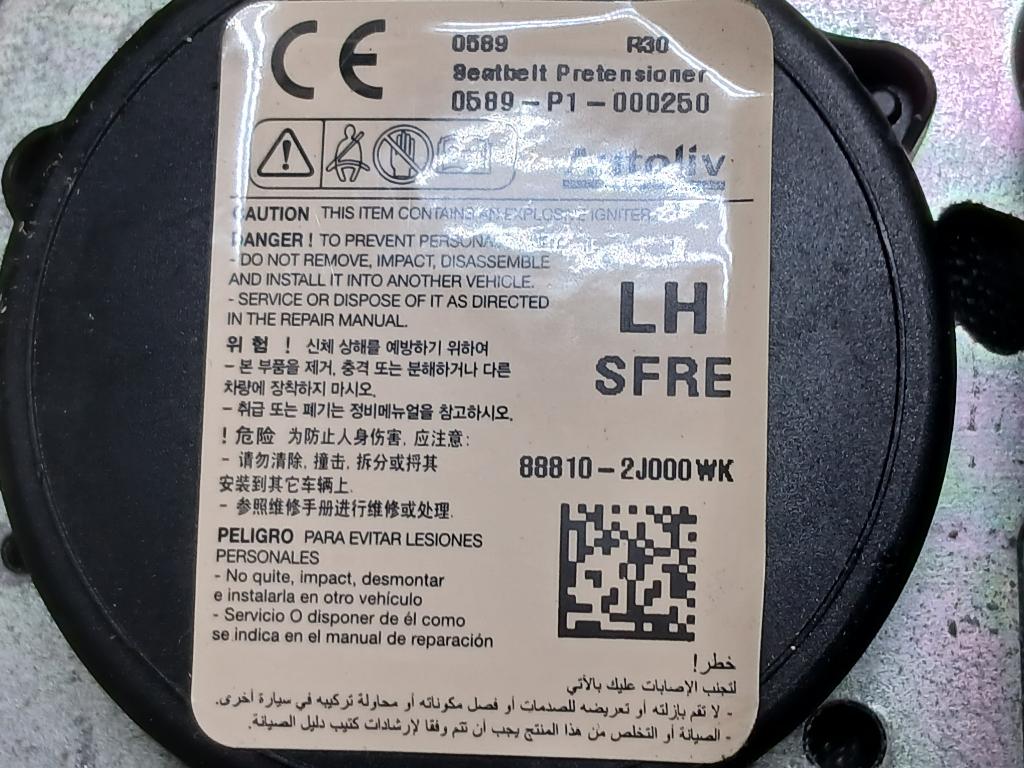 CE
0589 R30
Seatbelt Pretensioner
0589-P1-000250
Autoliv
CAUTION THIS ITEM CONTAINS AN EXPLOSIVE IGNITER.
DANGER! TO PREVENT PERSONAL
- DO NOT REMOVE, IMPACT, DISASSEMBLE
AND INSTALL IT INTO ANOTHER VEHICLE.
- SERVICE OR DISPOSE OF IT AS DIRECTED
IN THE REPAIR MANUAL.
LH
SFRE
위 험 ! 신체 상해를 예방하기 위하여
- 본 부품을 제거, 충격 또는 분해하거나 다른
차량에 장착하지 마시오.
- 취급 또는 폐기는 정비메뉴얼을 참고하시오.
! 危险 为防止人身伤害, 应注意:
- 请勿清除, 撞击, 拆分或将其
安装到其它车辆上.
- 参照维修手册进行维修或处理.
88810-2J000WK
PELIGRO PARA EVITAR LESIONES
PERSONALES
- No quite, impact, desmontar
e instalarla en otro vehículo
- Servicio O disponer de él como
se indica en el manual de reparación
خطر!
لتجنب الإصابات عليك بالآتي
- لا تقم بإزلته أو تعريضه للصدمات أو فصل مكوناته أو محاولة تركيبه في سيارة أخرى.
- الصيانة أو التخلص من هذا المنتج يجب أن تتم وفقا لإرشادات كتيب دليل الصيانة.